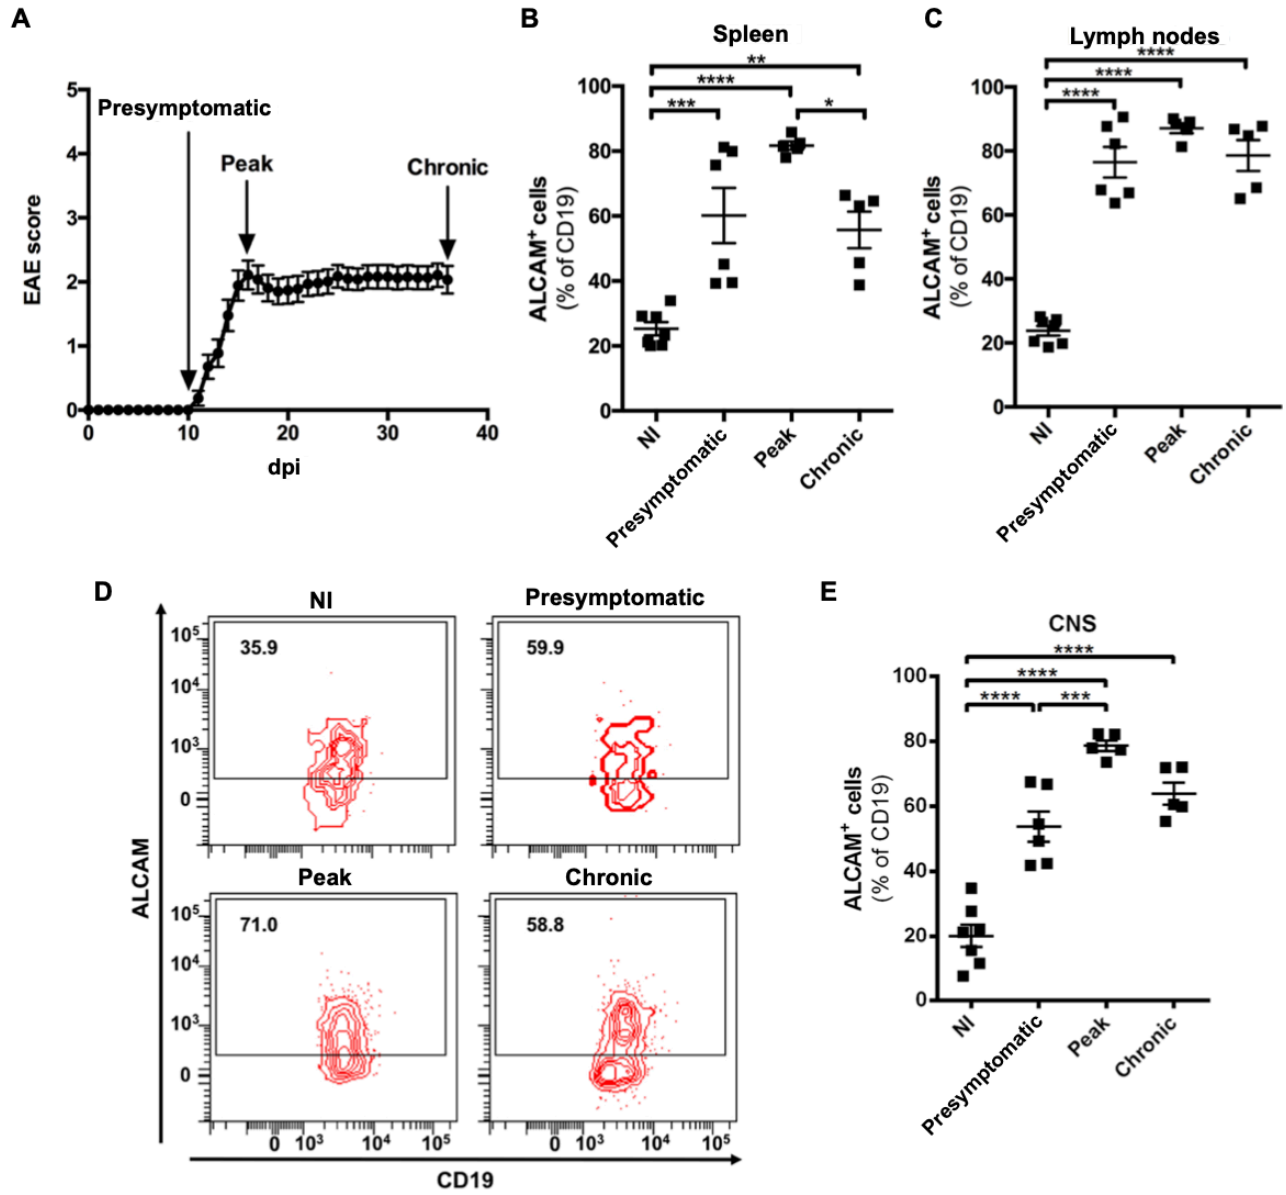 A
5
4
3
2
1
0
EAE score
Presymptomatic
Peak
Chronic
0 10 20 30 40
dpi
B
Spleen
**
****
*** *
100
80
60
40
20
0
ALCAM+ cells
(% of CD19)
NI
Presymptomatic
Peak
Chronic
C
Lymph nodes
****
****
****
100
80
60
40
20
0
ALCAM+ cells
(% of CD19)
NI
Presymptomatic
Peak
Chronic
D
NI
10⁵
10⁴
10³
0
35.9
Presymptomatic
59.9
Peak
10⁵
10⁴
10³
0
71.0
0 10³ 10⁴ 10⁵
Chronic
58.8
0 10³ 10⁴ 10⁵
ALCAM
CD19
E
CNS
****
****
**** ***
100
80
60
40
20
0
ALCAM+ cells
(% of CD19)
NI
Presymptomatic
Peak
Chronic